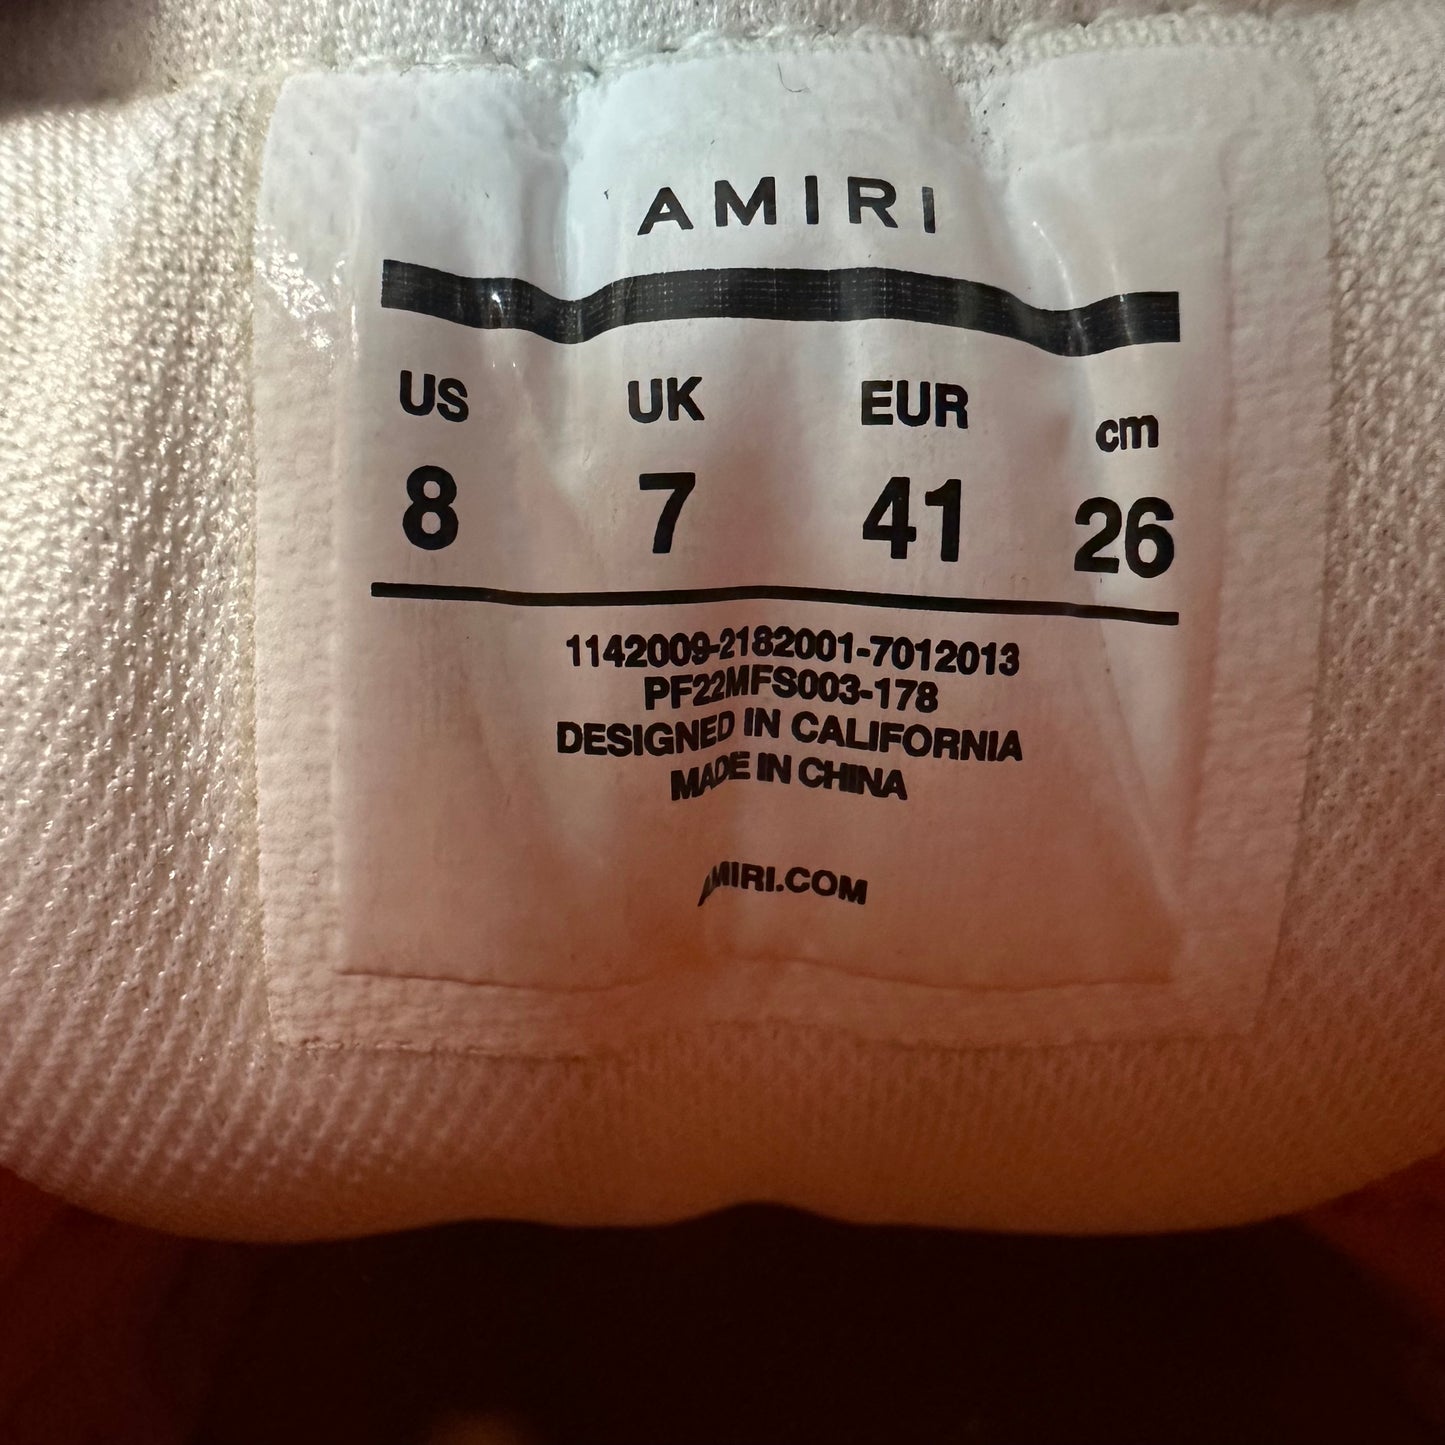 AMIRI
US UK EUR cm
8 7 41 26
1142009-2182001-7012013
PF22MFS003-178
DESIGNED IN CALIFORNIA
MADE IN CHINA
AMIRI.COM